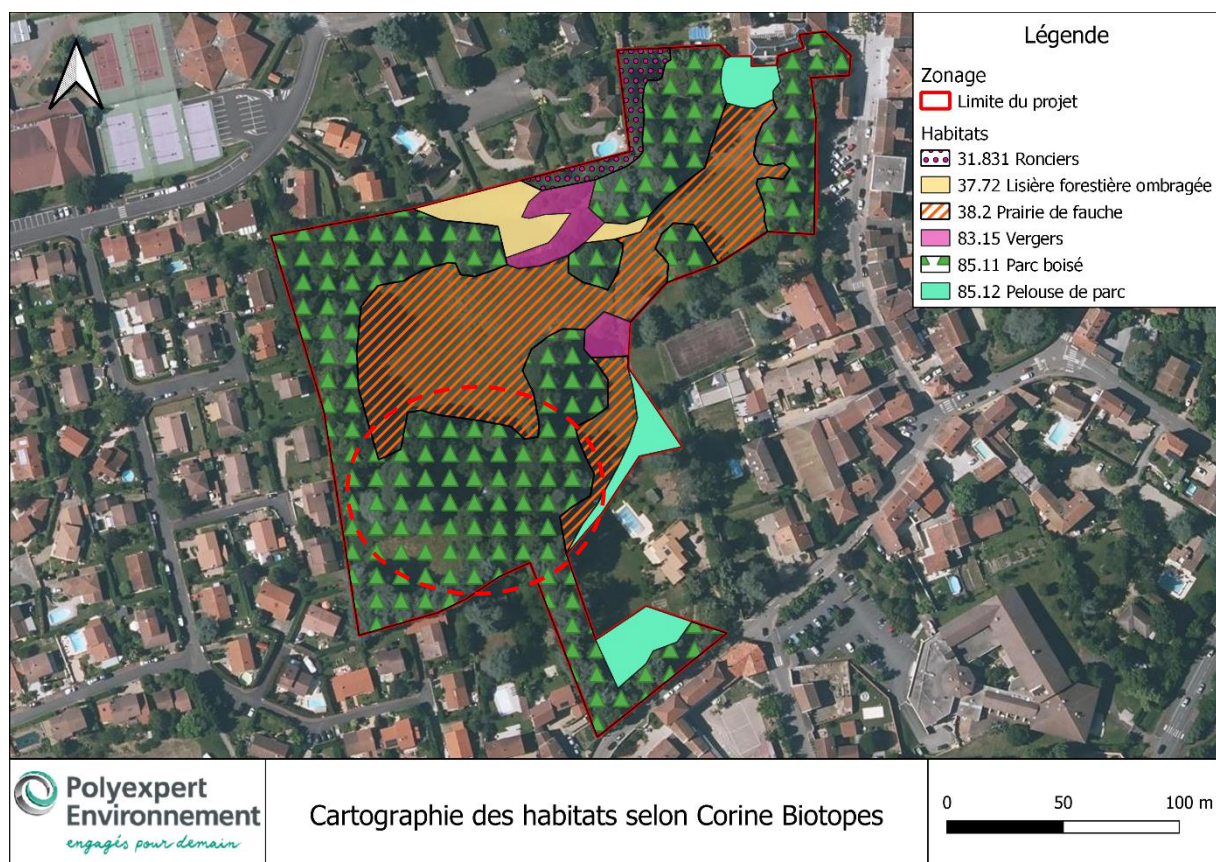 Légende
Zonage
Limite du projet
Habitats
31.831 Ronciers
37.72 Lisière forestière ombragée
38.2 Prairie de fauche
83.15 Vergers
85.11 Parc boisé
85.12 Pelouse de parc
Polyexpert
Environnement
engagés pour demain
Cartographie des habitats selon Corine Biotopes
0 50 100 m